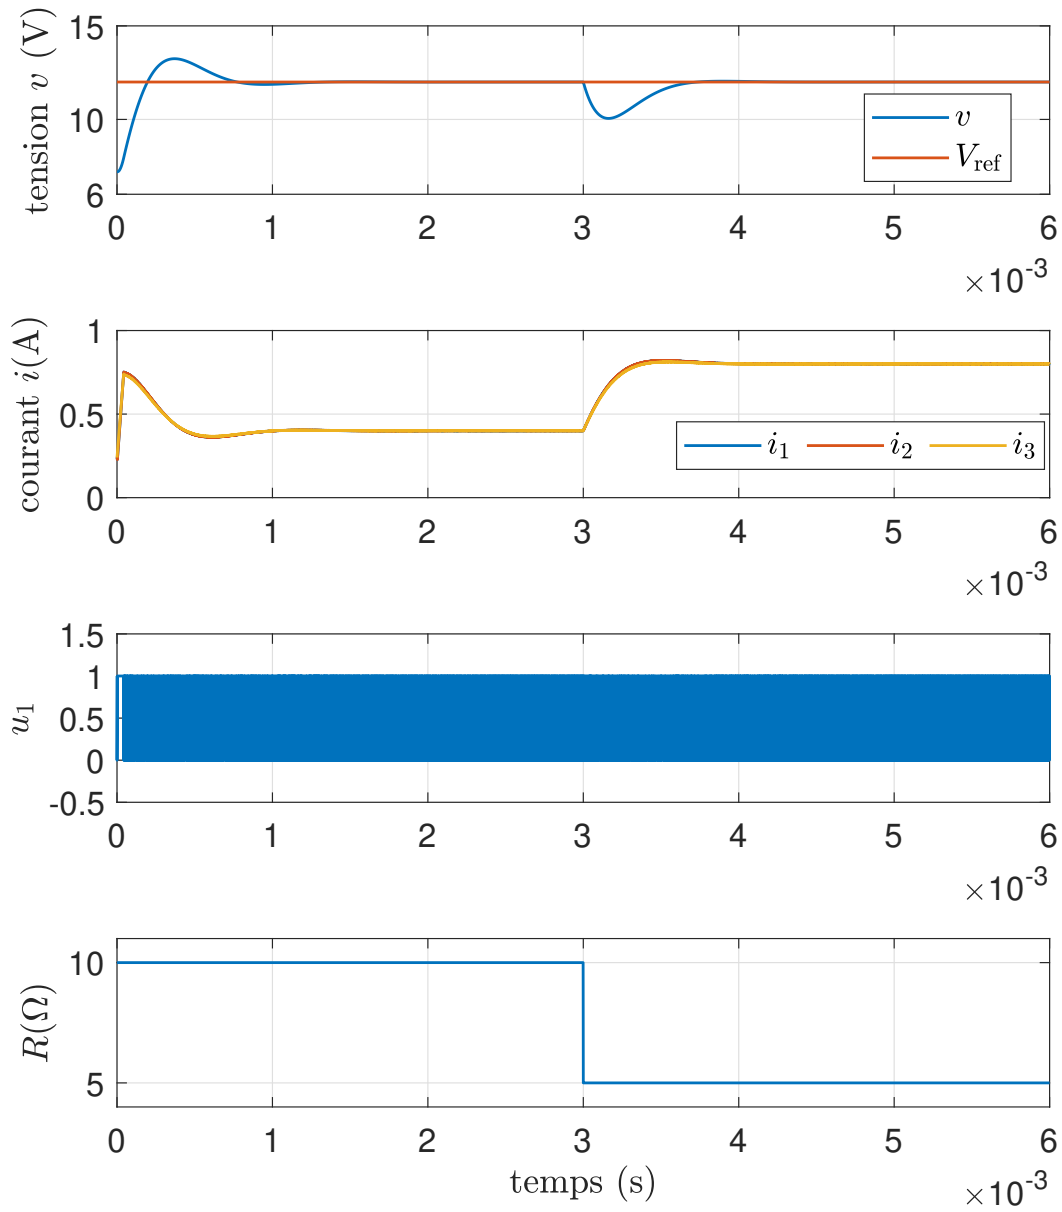 tension v (V)
15
10
6
v
V_ref
0 1 2 3 4 5 6
×10^-3
courant i(A)
1
0.5
0
i_1 i_2 i_3
0 1 2 3 4 5 6
×10^-3
u_1
1.5
1
0.5
0
-0.5
0 1 2 3 4 5 6
×10^-3
R(Ω)
10
5
0 1 2 3 4 5 6
temps (s)
×10^-3